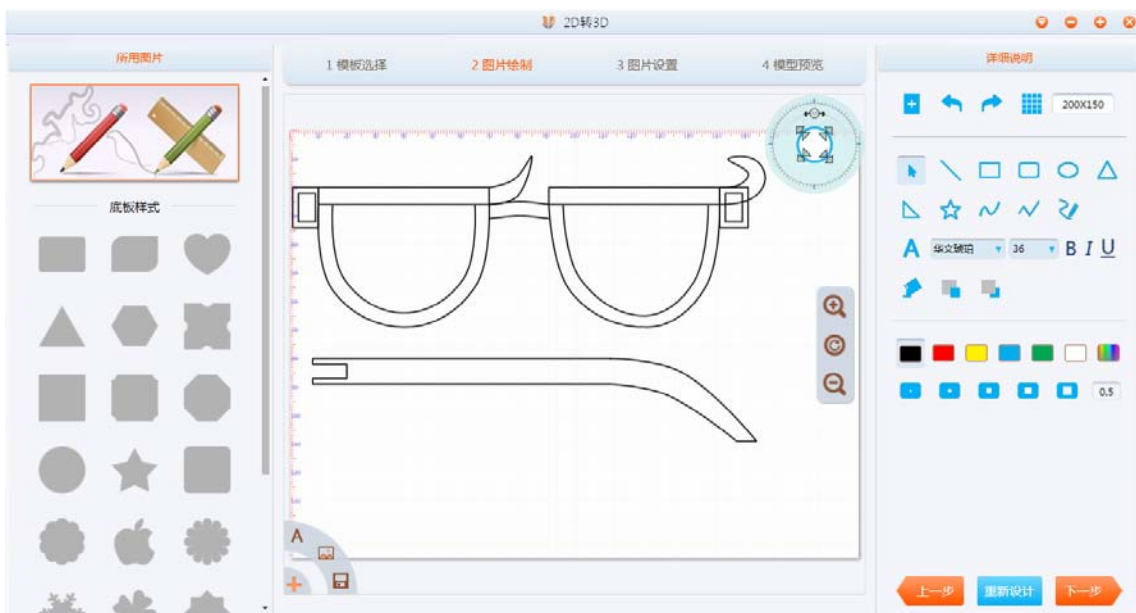 2D转3D
所用图片
1 模板选择
2 图片绘制
3 图片设置
4 模型预览
详细说明
200X150
底板样式
A 华文琥珀 36 B I U
0.5
A
上一步
重新设计
下一步